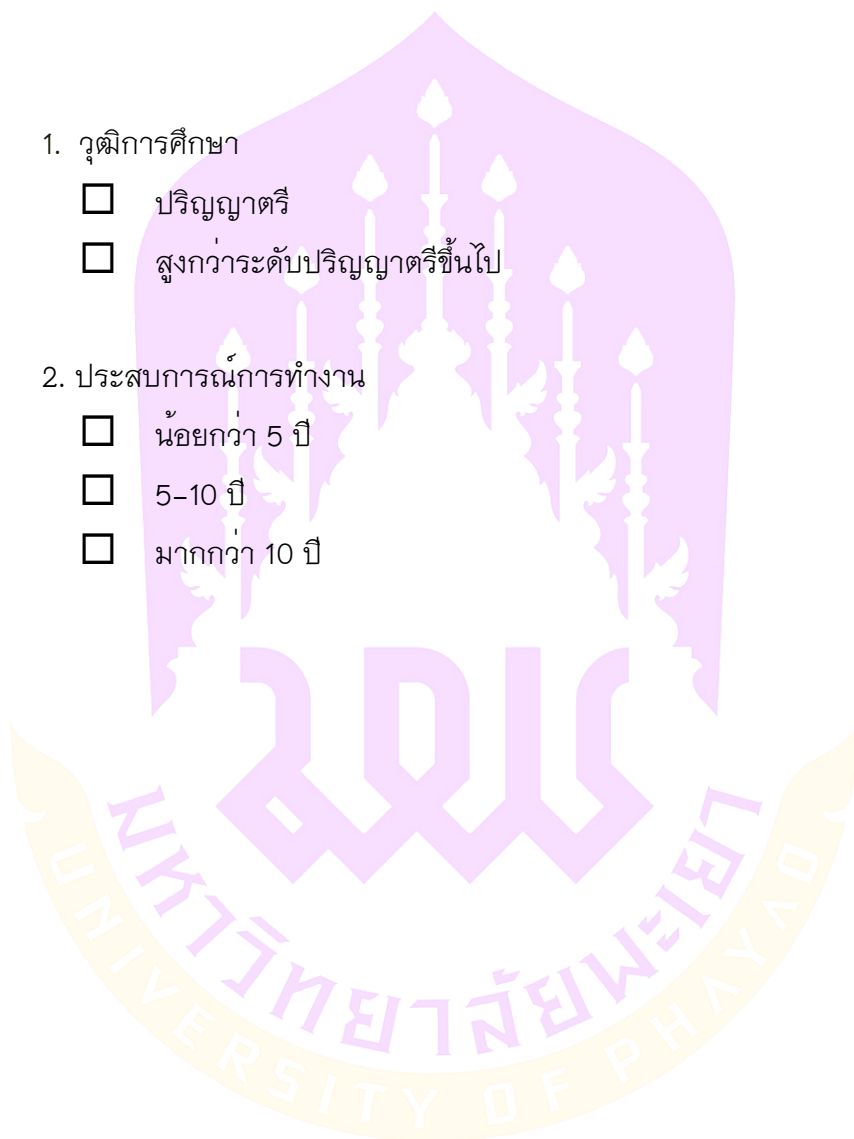 1. วุฒิการศึกษา
☐ ปริญญาตรี
☐ สูงกว่าระดับปริญญาตรีขึ้นไป
2. ประสบการณ์การทำงาน
☐ น้อยกว่า 5 ปี
☐ 5–10 ปี
☐ มากกว่า 10 ปี
มหาวิทยาลัยพะเยา
UNIVERSITY OF PHAYAO